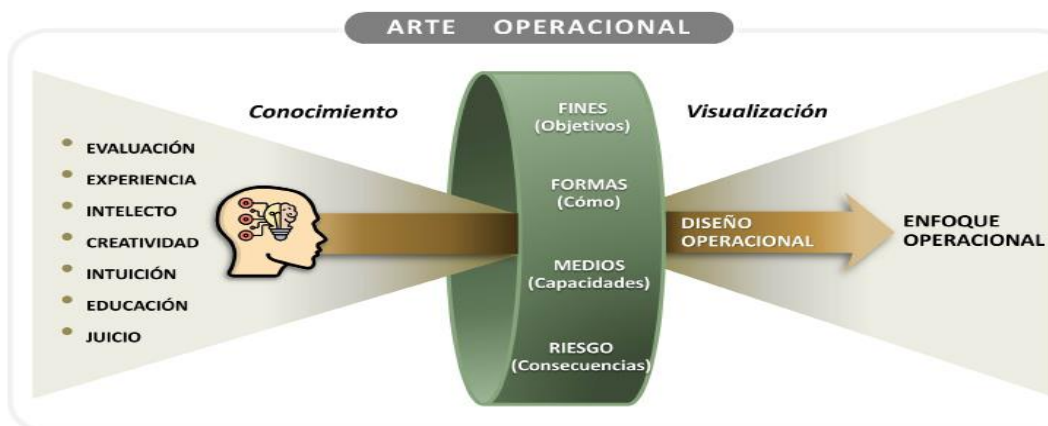 ARTE OPERACIONAL
Conocimiento
EVALUACIÓN
EXPERIENCIA
INTELECTO
CREATIVIDAD
INTUICIÓN
EDUCACIÓN
JUICIO
FINES
(Objetivos)
FORMAS
(Cómo)
MEDIOS
(Capacidades)
RIESGO
(Consecuencias)
Visualización
DISEÑO
OPERACIONAL
ENFOQUE
OPERACIONAL